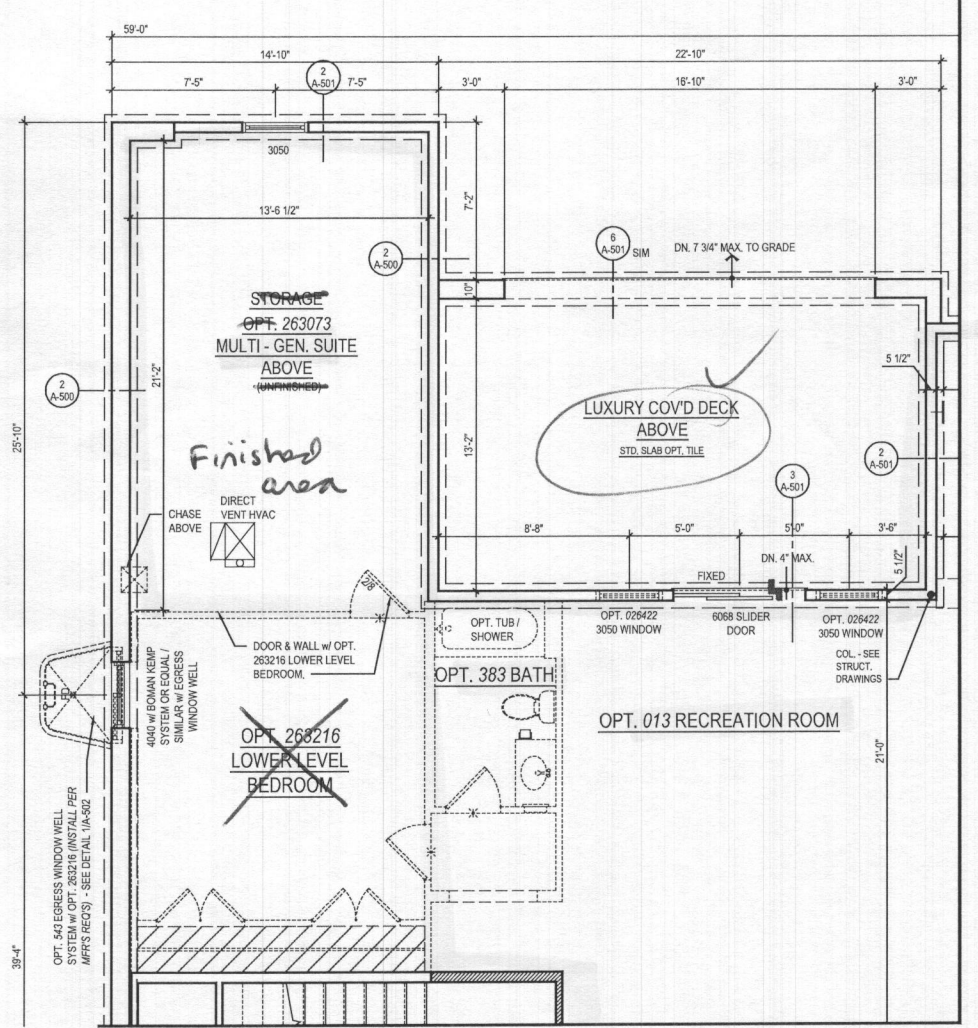 59'-0"
14'-10"
22'-10"
7'-5"
2
A-501
7'-5"
3'-0"
16'-10"
3'-0"
3050
7'-2"
13'-6 1/2"
2
A-500
6
A-501
SIM
DN. 7 3/4" MAX. TO GRADE
10"
STORAGE
OPT. 263073
MULTI - GEN. SUITE
ABOVE
(UNFINISHED)
21'-2"
2
A-500
25'-10"
5 1/2"
LUXURY COV'D DECK
ABOVE
STD. SLAB OPT. TILE
13'-2"
2
A-501
3
A-501
Finished
area
DIRECT
VENT HVAC
CHASE
ABOVE
8'-8"
5'-0"
5'-0"
3'-6"
DN. 4" MAX.
5 1/2"
FIXED
28
OPT. TUB /
SHOWER
OPT. 026422
3050 WINDOW
6068 SLIDER
DOOR
OPT. 026422
3050 WINDOW
COL. - SEE
STRUCT.
DRAWINGS
DOOR & WALL w/ OPT.
263216 LOWER LEVEL
BEDROOM.
4040 w/ BOMAN KEMP
SYSTEM OR EQUAL /
SIMILAR w/ EGRESS
WINDOW WELL
OPT. 383 BATH
OPT. 013 RECREATION ROOM
OPT. 263216
LOWER LEVEL
BEDROOM
21'-0"
OPT. 543 EGRESS WINDOW WELL
SYSTEM w/ OPT. 263216 (INSTALL PER
MFR'S REQ'S) - SEE DETAIL 1/A-502
39'-4"